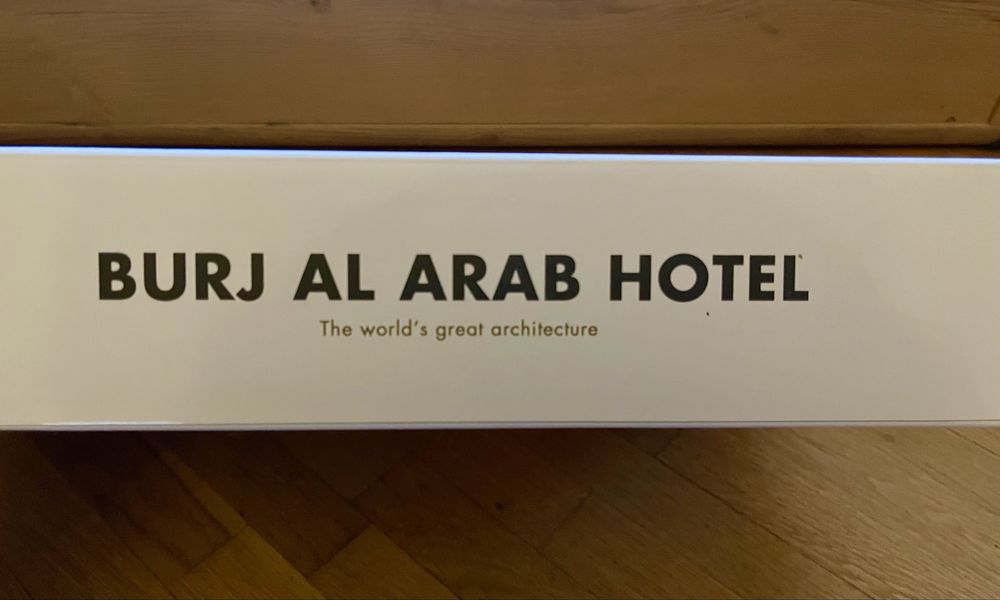 BURJ AL ARAB HOTEL
The world's great architecture